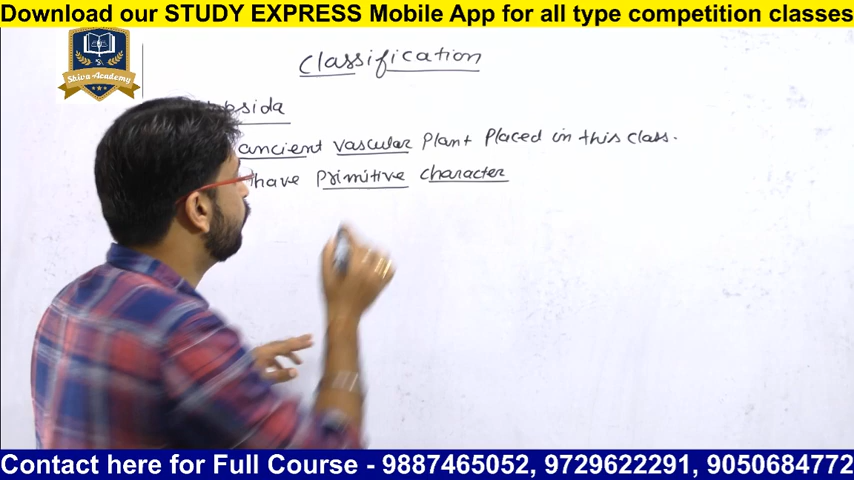 Download our STUDY EXPRESS Mobile App for all type competition classes
Classification
Shiva Academy
ancient vascular Plant Placed in this class.
have Primitive character
Contact here for Full Course - 9887465052, 9729622291, 9050684772